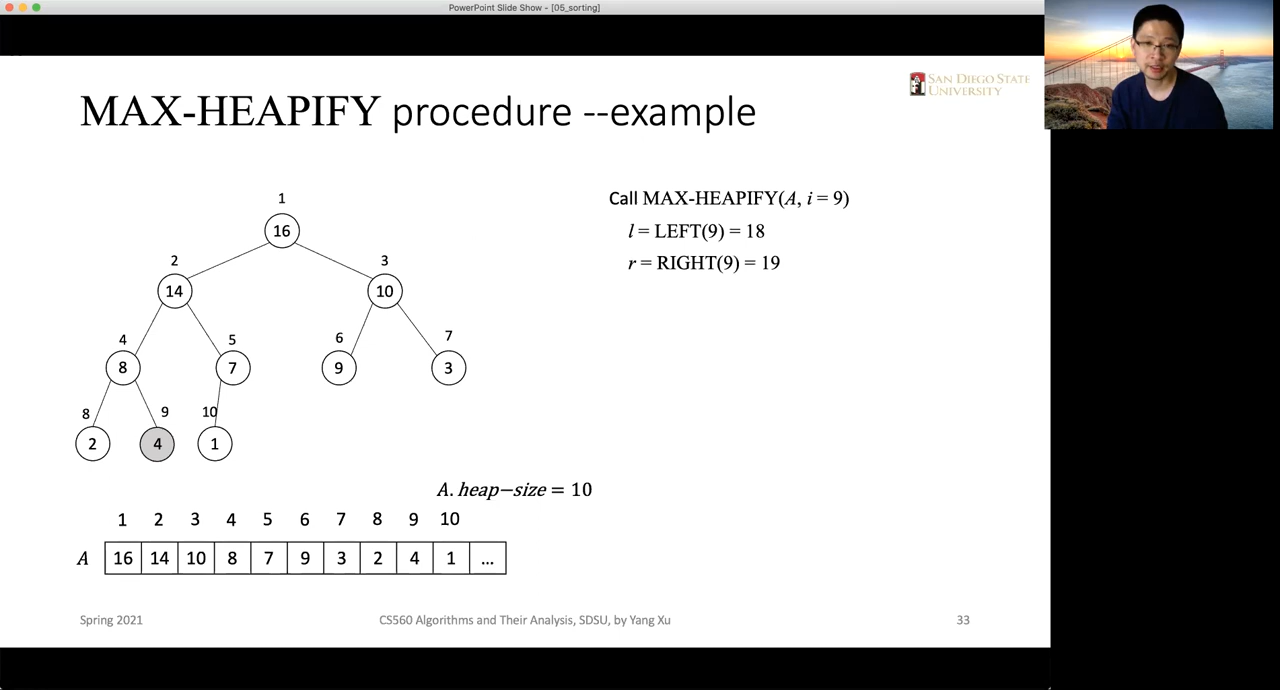 PowerPoint Slide Show - [05_sorting]
SAN DIEGO STATE
UNIVERSITY
MAX-HEAPIFY procedure --example
Call MAX-HEAPIFY(A, i = 9)
l = LEFT(9) = 18
r = RIGHT(9) = 19
1
16
2
3
14
10
4
5
6
7
8
7
9
3
8
9
10
2
4
1
A. heap−size = 10
1 2 3 4 5 6 7 8 9 10
A 16 14 10 8 7 9 3 2 4 1 ...
Spring 2021
CS560 Algorithms and Their Analysis, SDSU, by Yang Xu
33